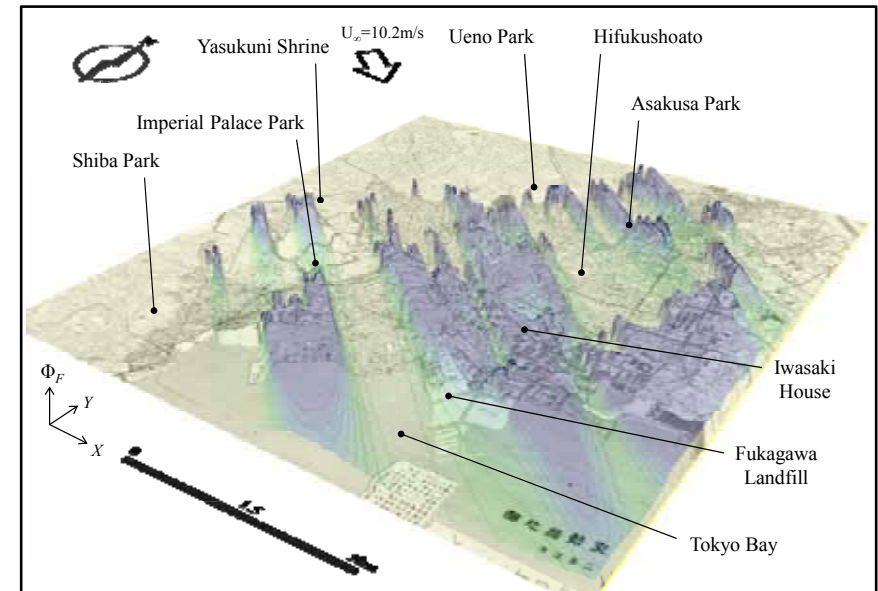 U∞=10.2m/s
Yasukuni Shrine
Ueno Park
Hifukushoato
Asakusa Park
Imperial Palace Park
Shiba Park
Iwasaki
House
Φ_F
Y
X
Fukagawa
Landfill
Tokyo Bay